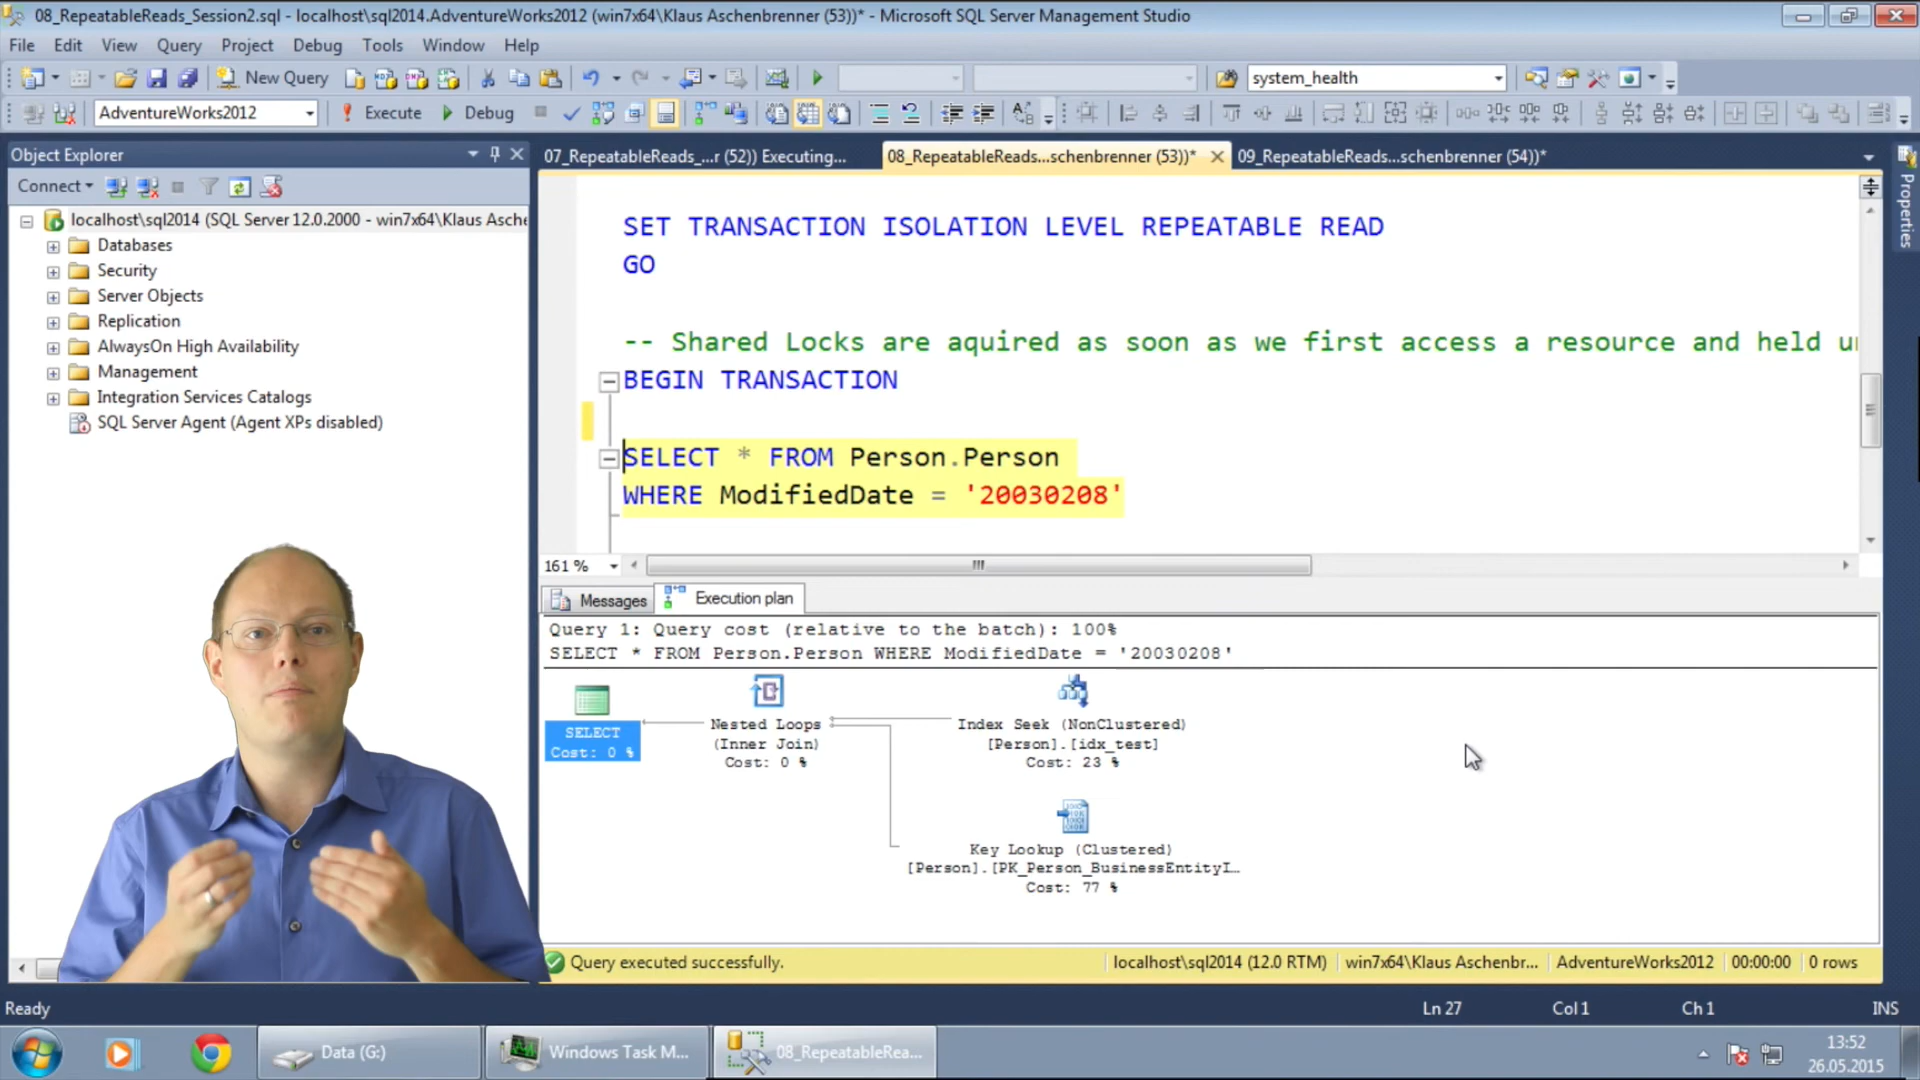 08_RepeatableReads_Session2.sql - localhost\sql2014.AdventureWorks2012 (win7x64\Klaus Aschenbrenner (53))* - Microsoft SQL Server Management Studio
File Edit View Query Project Debug Tools Window Help
New Query system_health
AdventureWorks2012 Execute Debug
Object Explorer
07_RepeatableReads_...r (52)) Executing... 08_RepeatableReads...schenbrenner (53))* 09_RepeatableReads...schenbrenner (54))*
Properties
Connect
localhost\sql2014 (SQL Server 12.0.2000 - win7x64\Klaus Asche
Databases
Security
Server Objects
Replication
AlwaysOn High Availability
Management
Integration Services Catalogs
SQL Server Agent (Agent XPs disabled)
SET TRANSACTION ISOLATION LEVEL REPEATABLE READ
GO
-- Shared Locks are aquired as soon as we first access a resource and held u
BEGIN TRANSACTION
SELECT * FROM Person.Person
WHERE ModifiedDate = '20030208'
161 %
Messages Execution plan
Query 1: Query cost (relative to the batch): 100%
SELECT * FROM Person.Person WHERE ModifiedDate = '20030208'
SELECT
Cost: 0 %
Nested Loops
(Inner Join)
Cost: 0 %
Index Seek (NonClustered)
[Person].[idx_test]
Cost: 23 %
Key Lookup (Clustered)
[Person].[PK_Person_BusinessEntityI...
Cost: 77 %
Query executed successfully. localhost\sql2014 (12.0 RTM) win7x64\Klaus Aschenbr... AdventureWorks2012 00:00:00 0 rows
Ready Ln 27 Col 1 Ch 1 INS
Data (G:) Windows Task M... 08_RepeatableRea...
13:52
26.05.2015